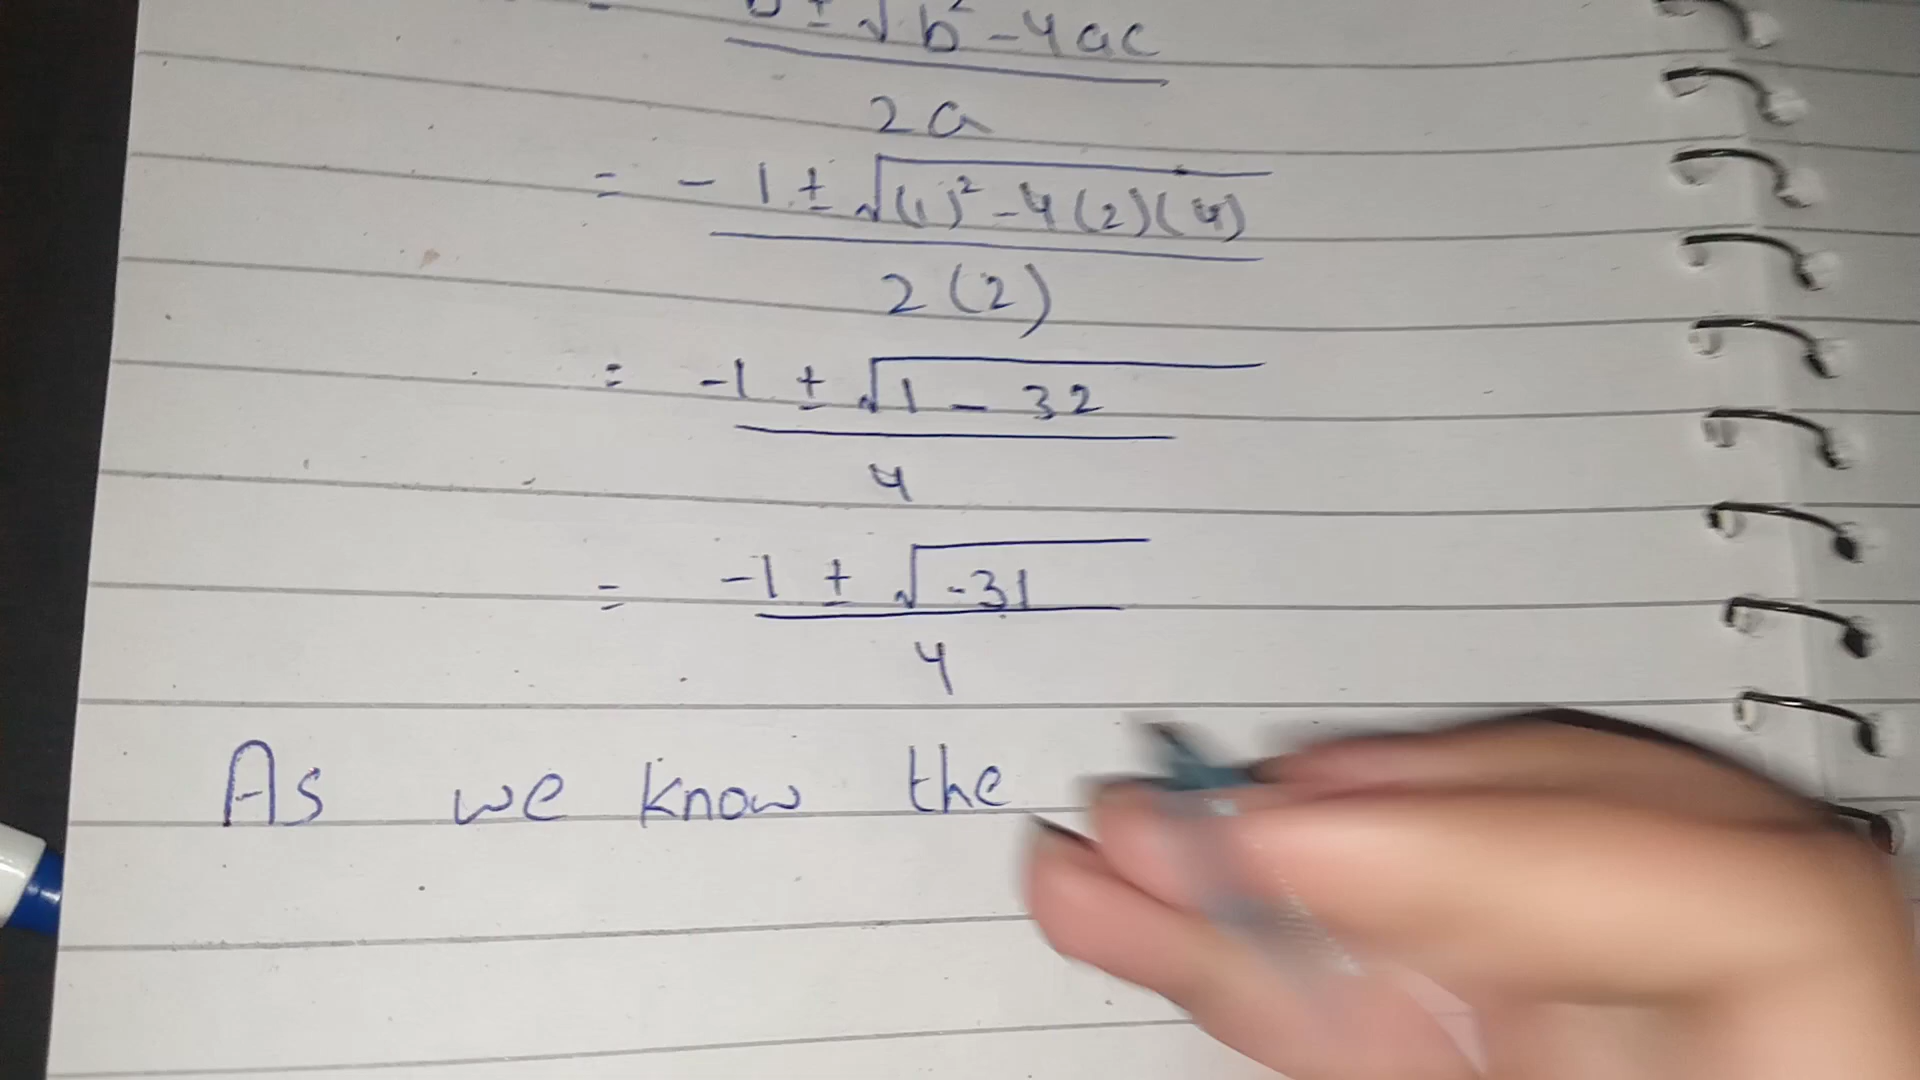 b ± √b² - 4ac
2a
= -1 ± √(1)² - 4(2)(4)
2(2)
= -1 ± √1 - 32
4
= -1 ± √-31
4
As we know the